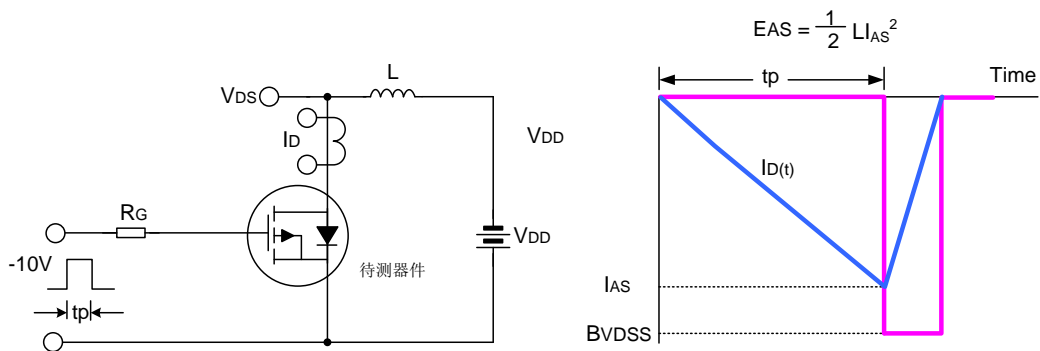 EAS = 1/2 LIAS²
tp
Time
L
VDS
ID
VDD
RG
VDD
-10V
待测器件
tp
ID(t)
IAS
BVDSS